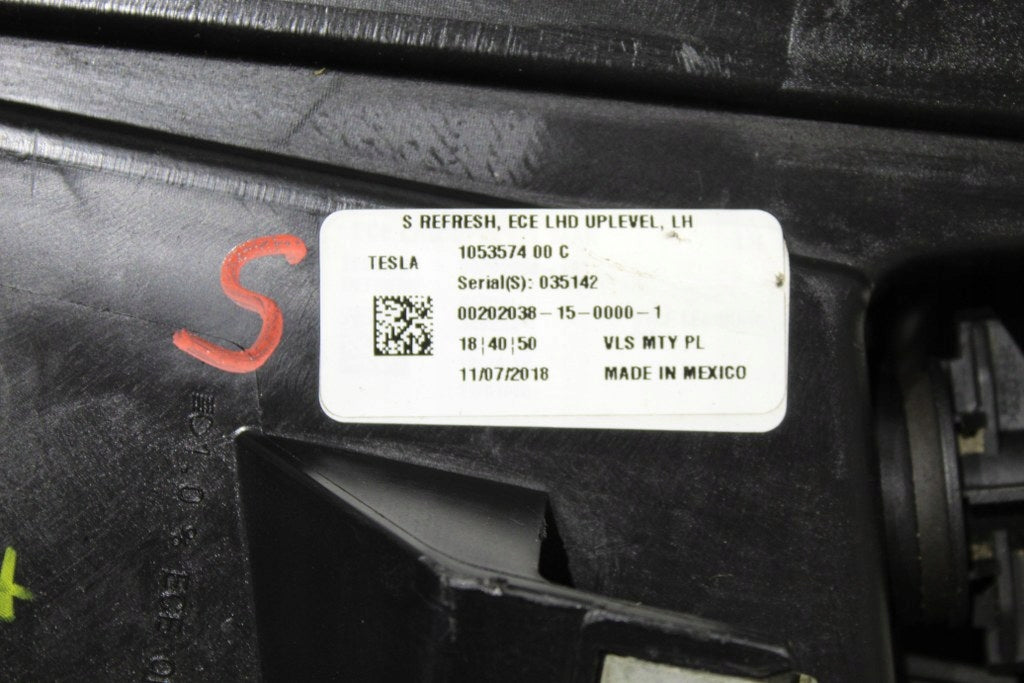 S REFRESH, ECE LHD UPLEVEL, LH
TESLA
1053574 00 C
Serial(S): 035142
00202038-15-0000-1
18¦40¦50 VLS MTY PL
11/07/2018 MADE IN MEXICO
S